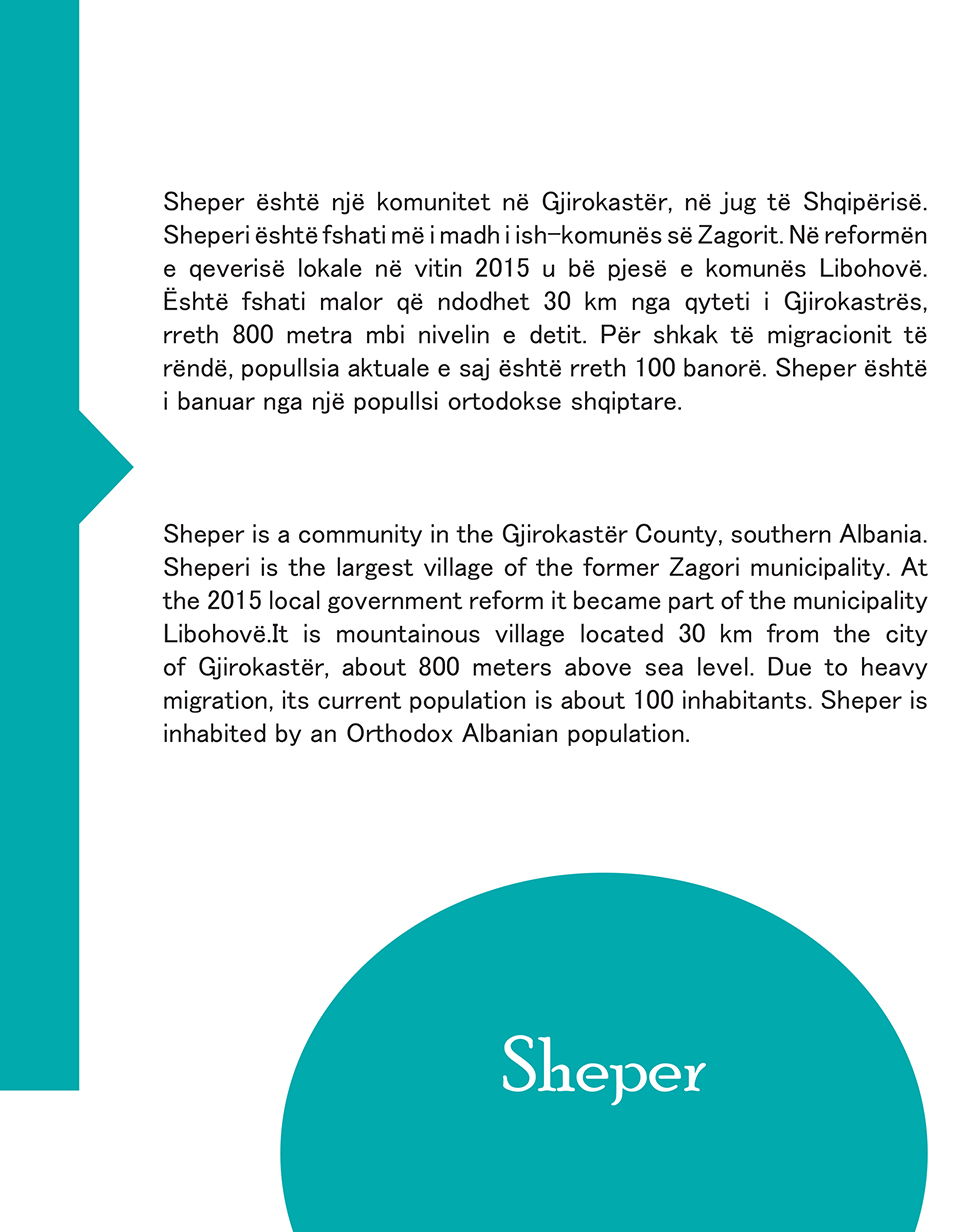 Sheper është një komunitet në Gjirokastër, në jug të Shqipërisë.
Sheperi është fshati më i madh i ish-komunës së Zagorit. Në reformën
e qeverisë lokale në vitin 2015 u bë pjesë e komunës Libohovë.
Është fshati malor që ndodhet 30 km nga qyteti i Gjirokastrës,
rreth 800 metra mbi nivelin e detit. Për shkak të migracionit të
rëndë, popullsia aktuale e saj është rreth 100 banorë. Sheper është
i banuar nga një popullsi ortodokse shqiptare.
Sheper is a community in the Gjirokastër County, southern Albania.
Sheperi is the largest village of the former Zagori municipality. At
the 2015 local government reform it became part of the municipality
Libohovë.It is mountainous village located 30 km from the city
of Gjirokastër, about 800 meters above sea level. Due to heavy
migration, its current population is about 100 inhabitants. Sheper is
inhabited by an Orthodox Albanian population.
Sheper